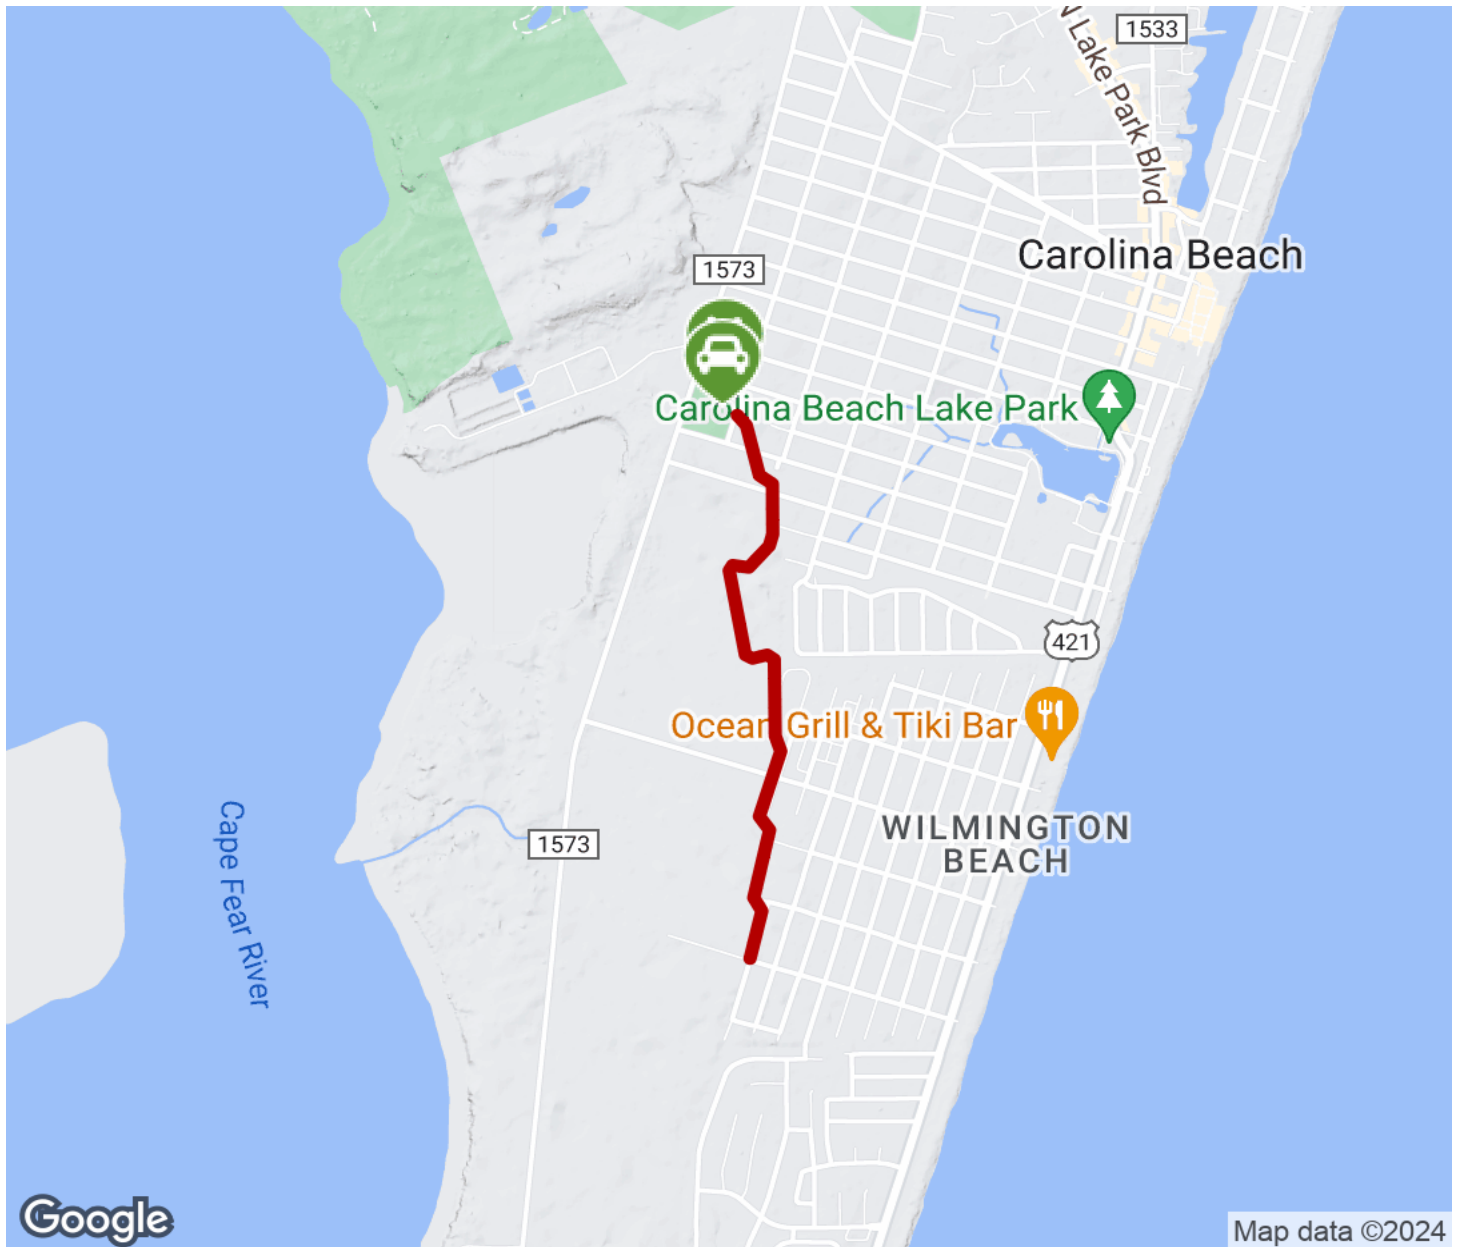 1533
N Lake Park Blvd
Carolina Beach
1573
Carolina Beach Lake Park
421
Ocean Grill & Tiki Bar
WILMINGTON
BEACH
Cape Fear River
1573
Google
Map data ©2024